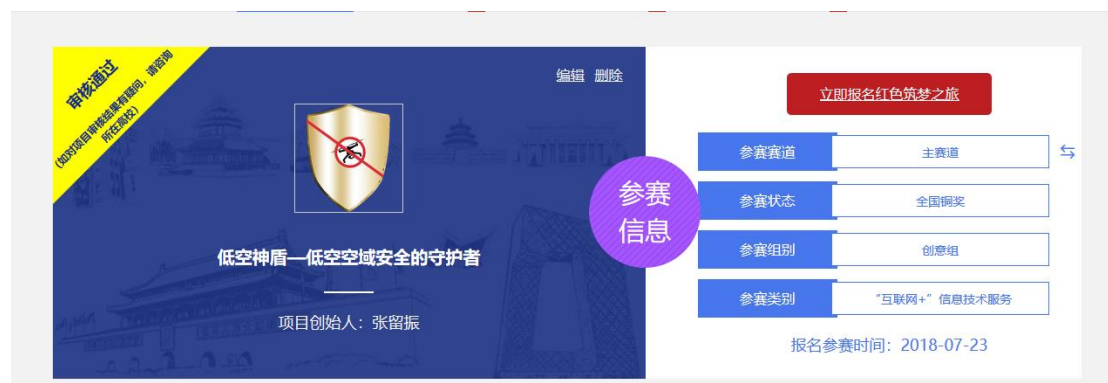 审核通过
(如对项目审核结果有疑问，请咨询
所在高校)
编辑 删除
低空神盾—低空空域安全的守护者
项目创始人：张留振
参赛
信息
立即报名红色筑梦之旅
参赛赛道 主赛道
参赛状态 全国铜奖
参赛组别 创意组
参赛类别 "互联网+" 信息技术服务
报名参赛时间：2018-07-23